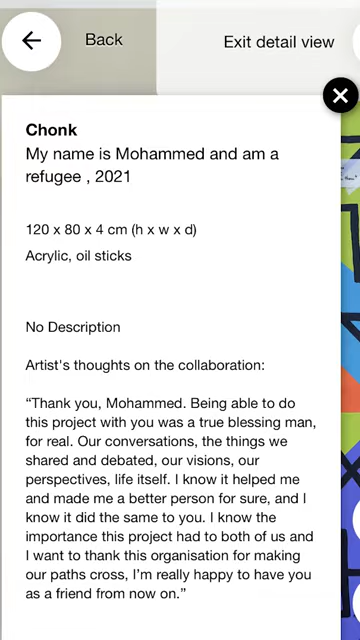 Back
Exit detail view
Chonk
My name is Mohammed and am a
refugee , 2021
120 x 80 x 4 cm (h x w x d)
Acrylic, oil sticks
No Description
Artist's thoughts on the collaboration:
“Thank you, Mohammed. Being able to do
this project with you was a true blessing man,
for real. Our conversations, the things we
shared and debated, our visions, our
perspectives, life itself. I know it helped me
and made me a better person for sure, and I
know it did the same to you. I know the
importance this project had to both of us and
I want to thank this organisation for making
our paths cross, I’m really happy to have you
as a friend from now on.”